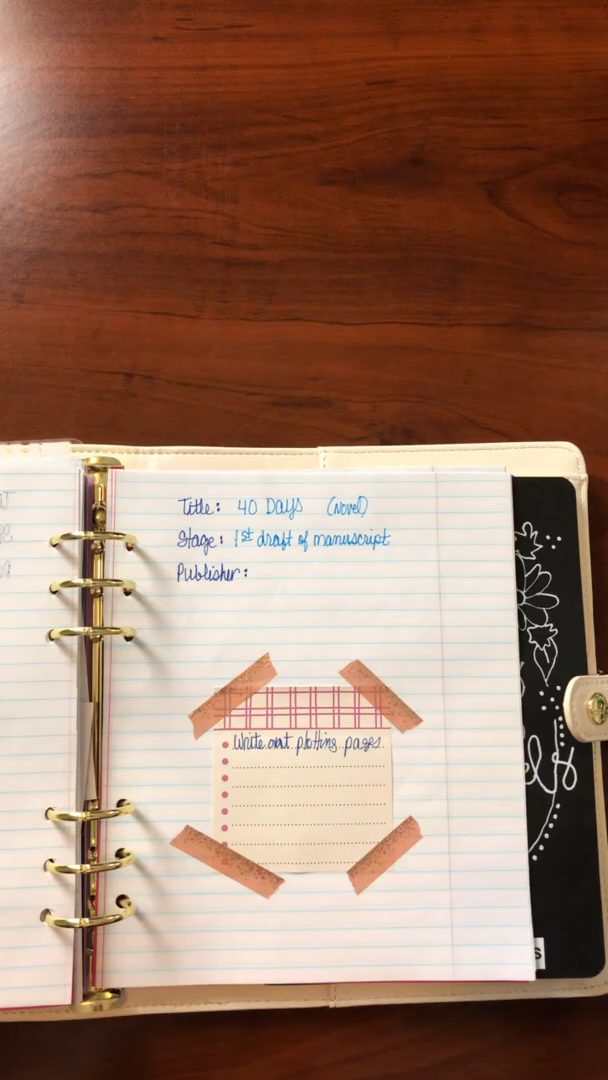 Title: 40 Days (Novel)
Stage: 1st draft of manuscript
Publisher:
Write out plotting pages.